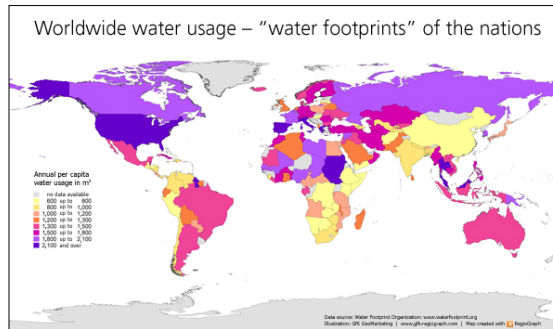 Worldwide water usage – “water footprints” of the nations
Annual per capita
water usage in m³
no data available
600 up to 800
800 up to 1,000
1,000 up to 1,200
1,200 up to 1,300
1,300 up to 1,500
1,500 up to 1,800
1,800 up to 2,100
2,100 and over
Data source: Water Footprint Organization: www.waterfootprint.org
Illustration: GfK GeoMarketing | www.gfk-regiograph.com | Map created with RegioGraph